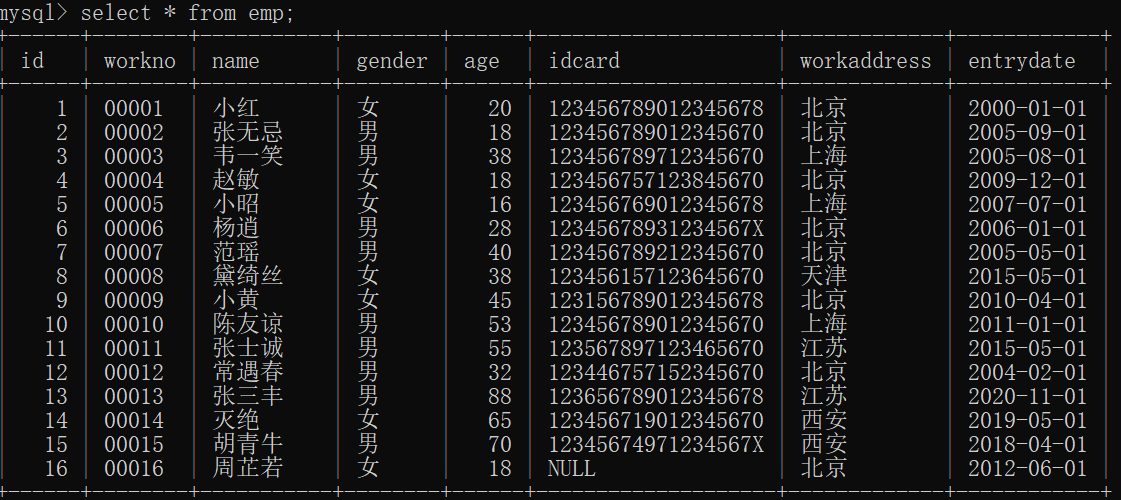 mysql> select * from emp;
| id | workno | name | gender | age | idcard | workaddress | entrydate |
| 1 | 00001 | 小红 | 女 | 20 | 123456789012345678 | 北京 | 2000-01-01 |
| 2 | 00002 | 张无忌 | 男 | 18 | 123456789012345670 | 北京 | 2005-09-01 |
| 3 | 00003 | 韦一笑 | 男 | 38 | 123456789712345670 | 上海 | 2005-08-01 |
| 4 | 00004 | 赵敏 | 女 | 18 | 123456757123845670 | 北京 | 2009-12-01 |
| 5 | 00005 | 小昭 | 女 | 16 | 123456769012345678 | 上海 | 2007-07-01 |
| 6 | 00006 | 杨逍 | 男 | 28 | 12345678931234567X | 北京 | 2006-01-01 |
| 7 | 00007 | 范瑶 | 男 | 40 | 123456789212345670 | 北京 | 2005-05-01 |
| 8 | 00008 | 黛绮丝 | 女 | 38 | 123456157123645670 | 天津 | 2015-05-01 |
| 9 | 00009 | 小黄 | 女 | 45 | 123156789012345678 | 北京 | 2010-04-01 |
| 10 | 00010 | 陈友谅 | 男 | 53 | 123456789012345670 | 上海 | 2011-01-01 |
| 11 | 00011 | 张士诚 | 男 | 55 | 123567897123465670 | 江苏 | 2015-05-01 |
| 12 | 00012 | 常遇春 | 男 | 32 | 123446757152345670 | 北京 | 2004-02-01 |
| 13 | 00013 | 张三丰 | 男 | 88 | 123656789012345678 | 江苏 | 2020-11-01 |
| 14 | 00014 | 灭绝 | 女 | 65 | 123456719012345670 | 西安 | 2019-05-01 |
| 15 | 00015 | 胡青牛 | 男 | 70 | 12345674971234567X | 西安 | 2018-04-01 |
| 16 | 00016 | 周芷若 | 女 | 18 | NULL | 北京 | 2012-06-01 |